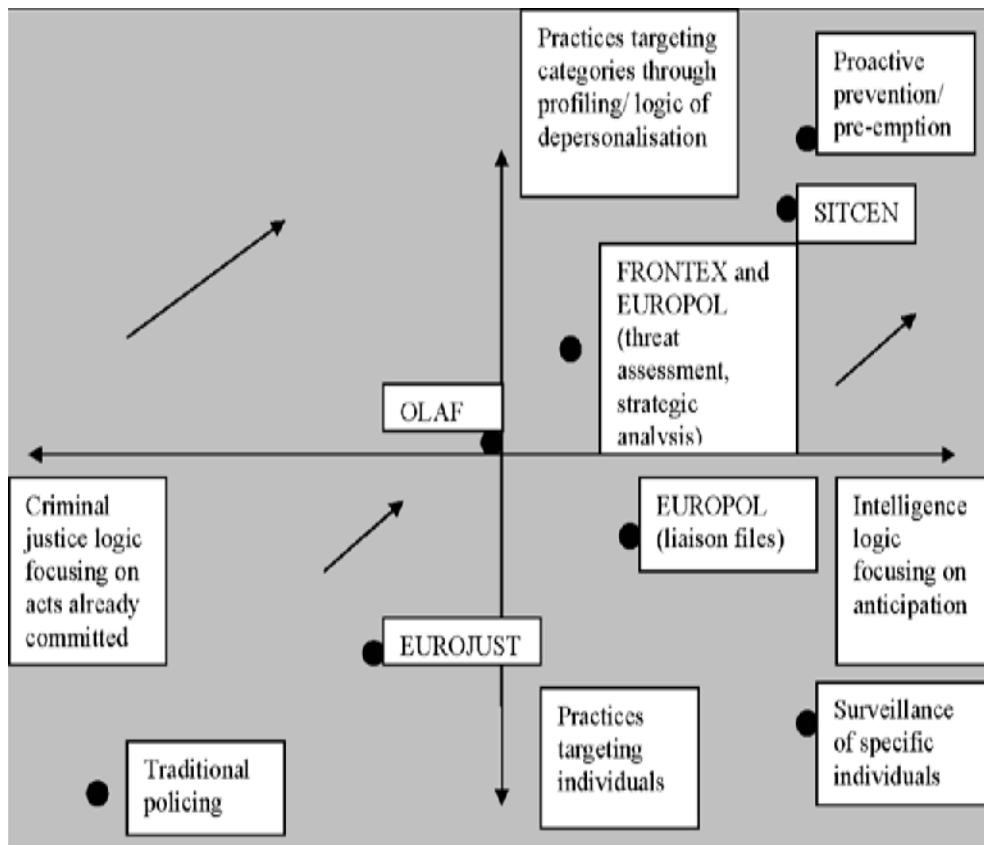 Practices targeting
categories through
profiling/ logic of
depersonalisation
Proactive
prevention/
pre-emption
SITCEN
FRONTEX and
EUROPOL
(threat
assessment,
strategic
analysis)
OLAF
Criminal
justice logic
focusing on
acts already
committed
EUROPOL
(liaison files)
Intelligence
logic
focusing on
anticipation
EUROJUST
Practices
targeting
individuals
Surveillance
of specific
individuals
Traditional
policing